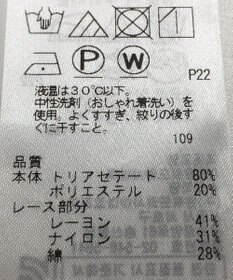 P W P22
液温は30℃以下。
中性洗剤（おしゃれ着洗い）を
使用。よくすすぎ、絞りの後す
ぐに干すこと。
109
品質
本体 トリアセテート 80%
ポリエステル 20%
レース部分
レーヨン 41%
ナイロン 31%
綿 28%